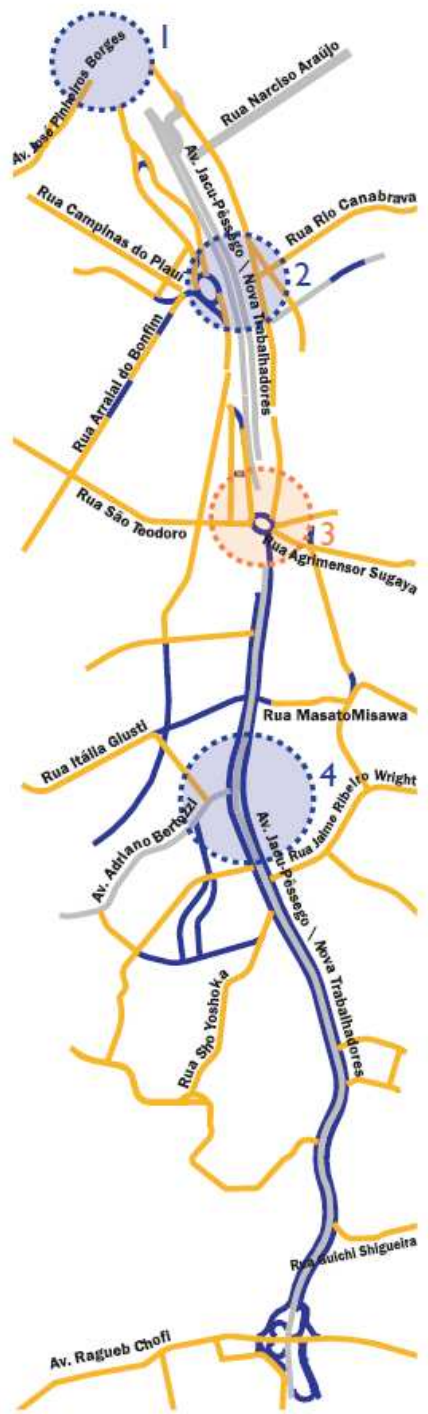 1
Av. José Pinheiros Borges
Rua Narciso Araújo
Av. Jacu-Pêssego \ Nova Trabalhadores
Rua Campinas do Piauí
Rua Rio Canabrava
2
Rua Arraial do Bonfim
Rua São Teodoro
3
Rua Agrimensor Sugaya
Rua MasatoMisawa
Rua Itália Giusti
4
Rua Jaime Ribeiro Wright
Av. Adriano Bertozzi
Av. Jacu-Pêssego \ Nova Trabalhadores
Rua Sho Yoshoka
Rua Guichi Shigueira
Av. Ragueb Chofi